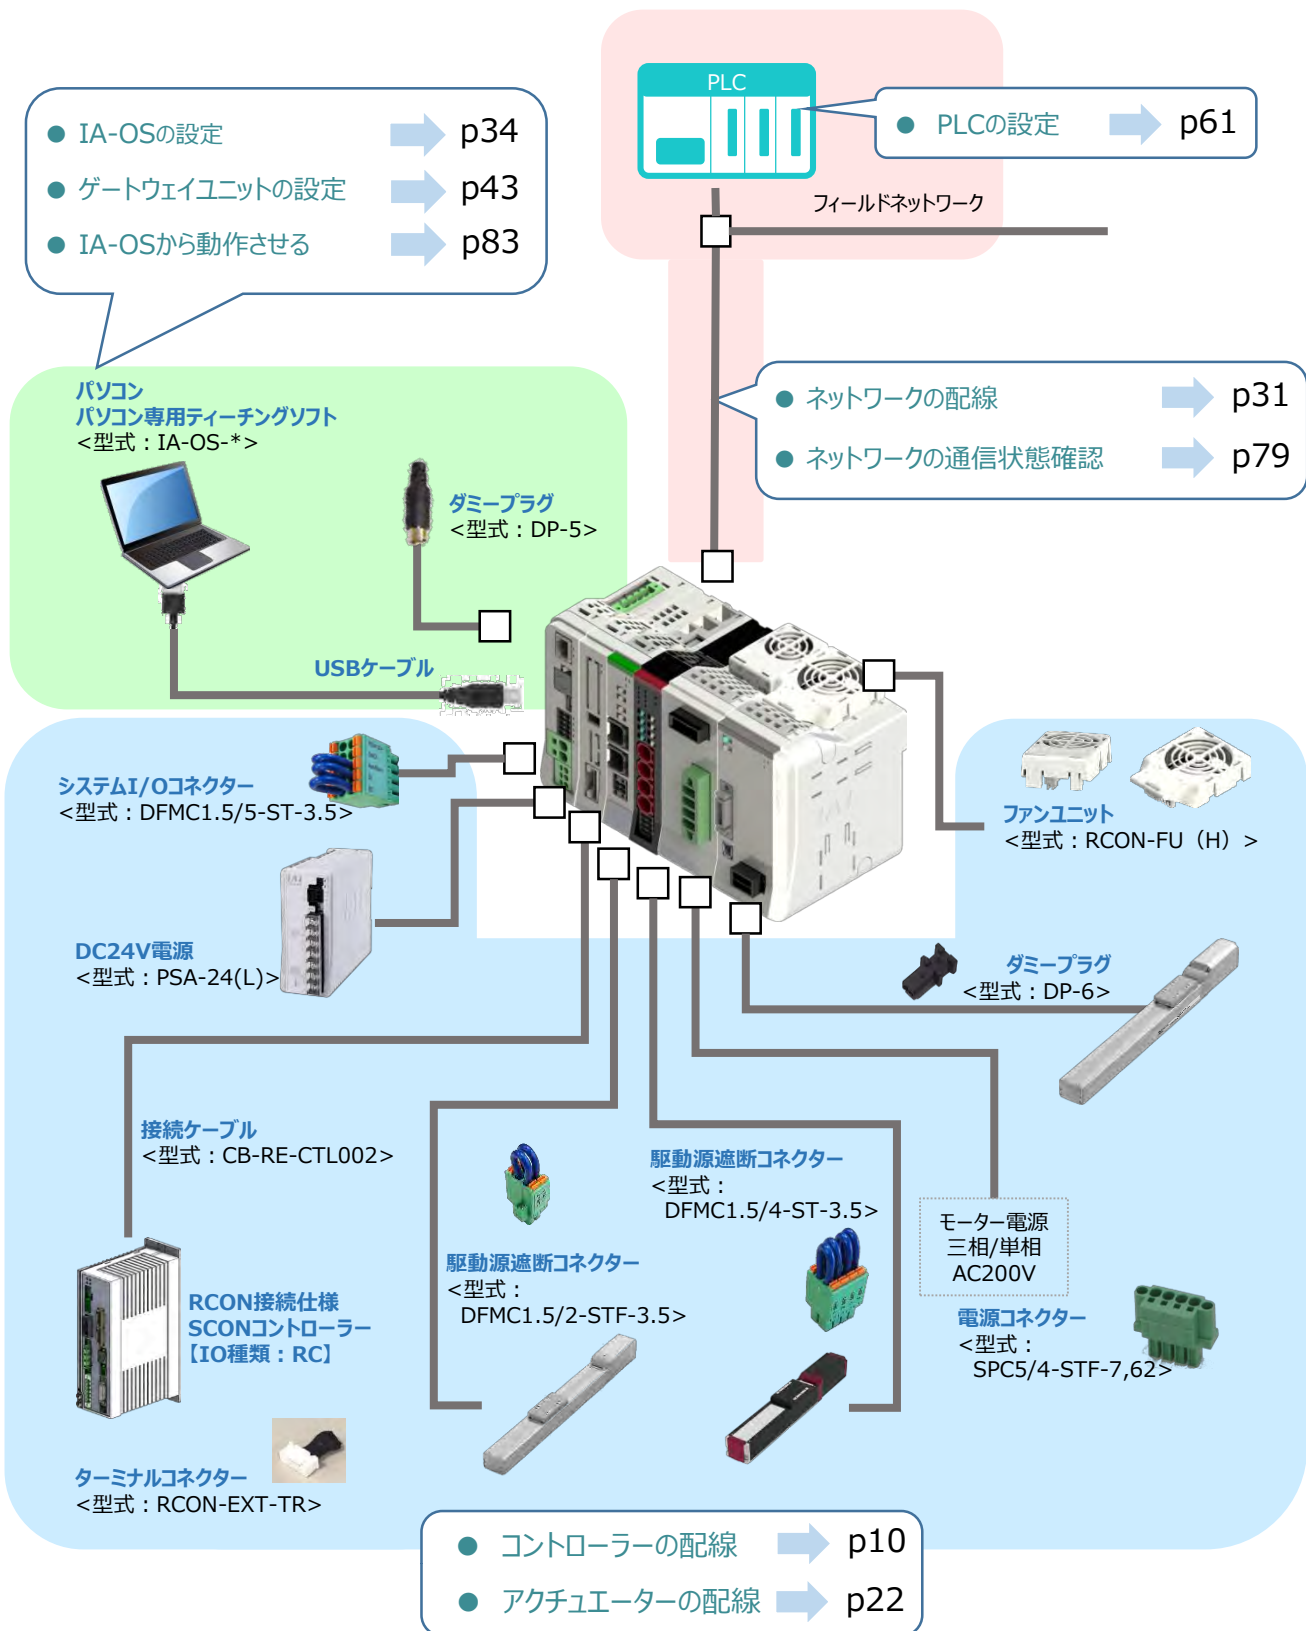 PLC
● IA-OSの設定 p34
● ゲートウェイユニットの設定 p43
● IA-OSから動作させる p83
● PLCの設定 p61
フィールドネットワーク
● ネットワークの配線 p31
● ネットワークの通信状態確認 p79
パソコン
パソコン専用ティーチングソフト
<型式：IA-OS-*>
ダミープラグ
<型式：DP-5>
USBケーブル
システムI/Oコネクター
<型式：DFMC1.5/5-ST-3.5>
ファンユニット
<型式：RCON-FU（H）>
DC24V電源
<型式：PSA-24(L)>
ダミープラグ
<型式：DP-6>
接続ケーブル
<型式：CB-RE-CTL002>
駆動源遮断コネクター
<型式：
DFMC1.5/4-ST-3.5>
モーター電源
三相/単相
AC200V
駆動源遮断コネクター
<型式：
DFMC1.5/2-STF-3.5>
RCON接続仕様
SCONコントローラー
【IO種類：RC】
電源コネクター
<型式：
SPC5/4-STF-7,62>
ターミナルコネクター
<型式：RCON-EXT-TR>
● コントローラーの配線 p10
● アクチュエーターの配線 p22